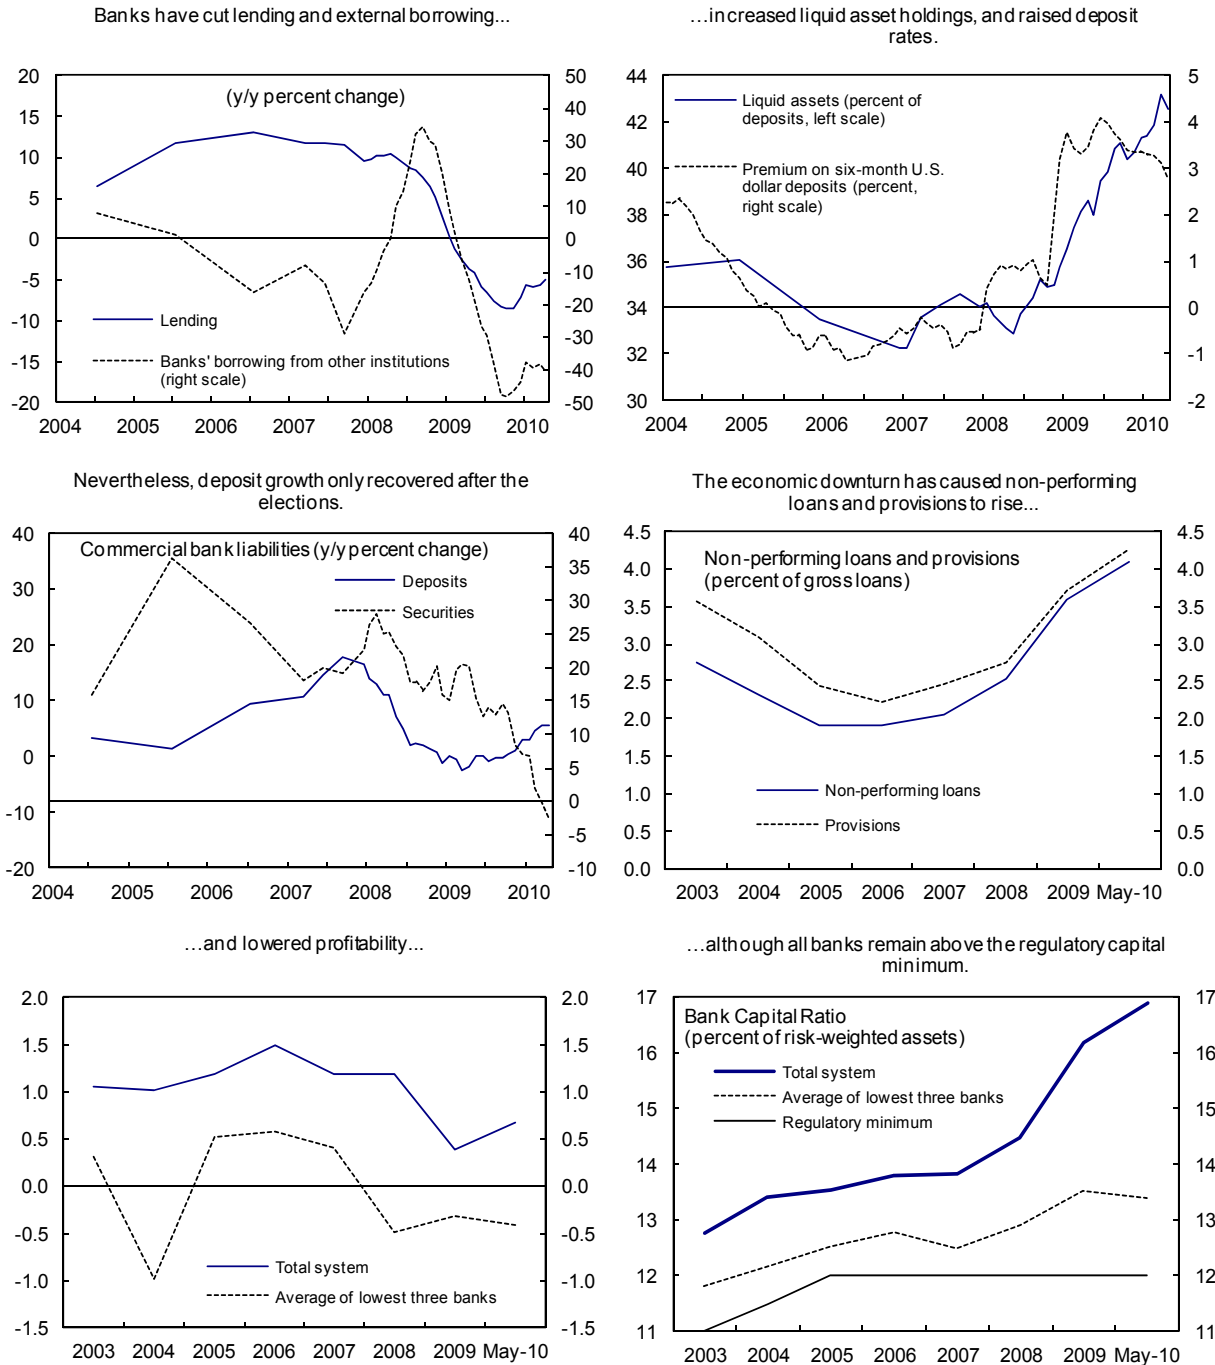 Banks have cut lending and external borrowing...
20
15
10
5
0
-5
-10
-15
-20
50
40
30
20
10
0
-10
-20
-30
-40
-50
(y/y percent change)
Lending
Banks' borrowing from other institutions
(right scale)
2004 2005 2006 2007 2008 2009 2010
…increased liquid asset holdings, and raised deposit
rates.
44
42
40
38
36
34
32
30
5
4
3
2
1
0
-1
-2
Liquid assets (percent of
deposits, left scale)
Premium on six-month U.S.
dollar deposits (percent,
right scale)
2004 2005 2006 2007 2008 2009 2010
Nevertheless, deposit growth only recovered after the
elections.
40
30
20
10
0
-10
-20
40
35
30
25
20
15
10
5
0
-5
-10
Commercial bank liabilities (y/y percent change)
Deposits
Securities
2004 2005 2006 2007 2008 2009 2010
The economic downturn has caused non-performing
loans and provisions to rise...
4.5
4.0
3.5
3.0
2.5
2.0
1.5
1.0
0.5
0.0
4.5
4.0
3.5
3.0
2.5
2.0
1.5
1.0
0.5
0.0
Non-performing loans and provisions
(percent of gross loans)
Non-performing loans
Provisions
2003 2004 2005 2006 2007 2008 2009 May-10
…and lowered profitability...
2.0
1.5
1.0
0.5
0.0
-0.5
-1.0
-1.5
2.0
1.5
1.0
0.5
0.0
-0.5
-1.0
-1.5
Total system
Average of lowest three banks
2003 2004 2005 2006 2007 2008 2009 May-10
…although all banks remain above the regulatory capital
minimum.
17
16
15
14
13
12
11
17
16
15
14
13
12
11
Bank Capital Ratio
(percent of risk-weighted assets)
Total system
Average of lowest three banks
Regulatory minimum
2003 2004 2005 2006 2007 2008 2009 May-10